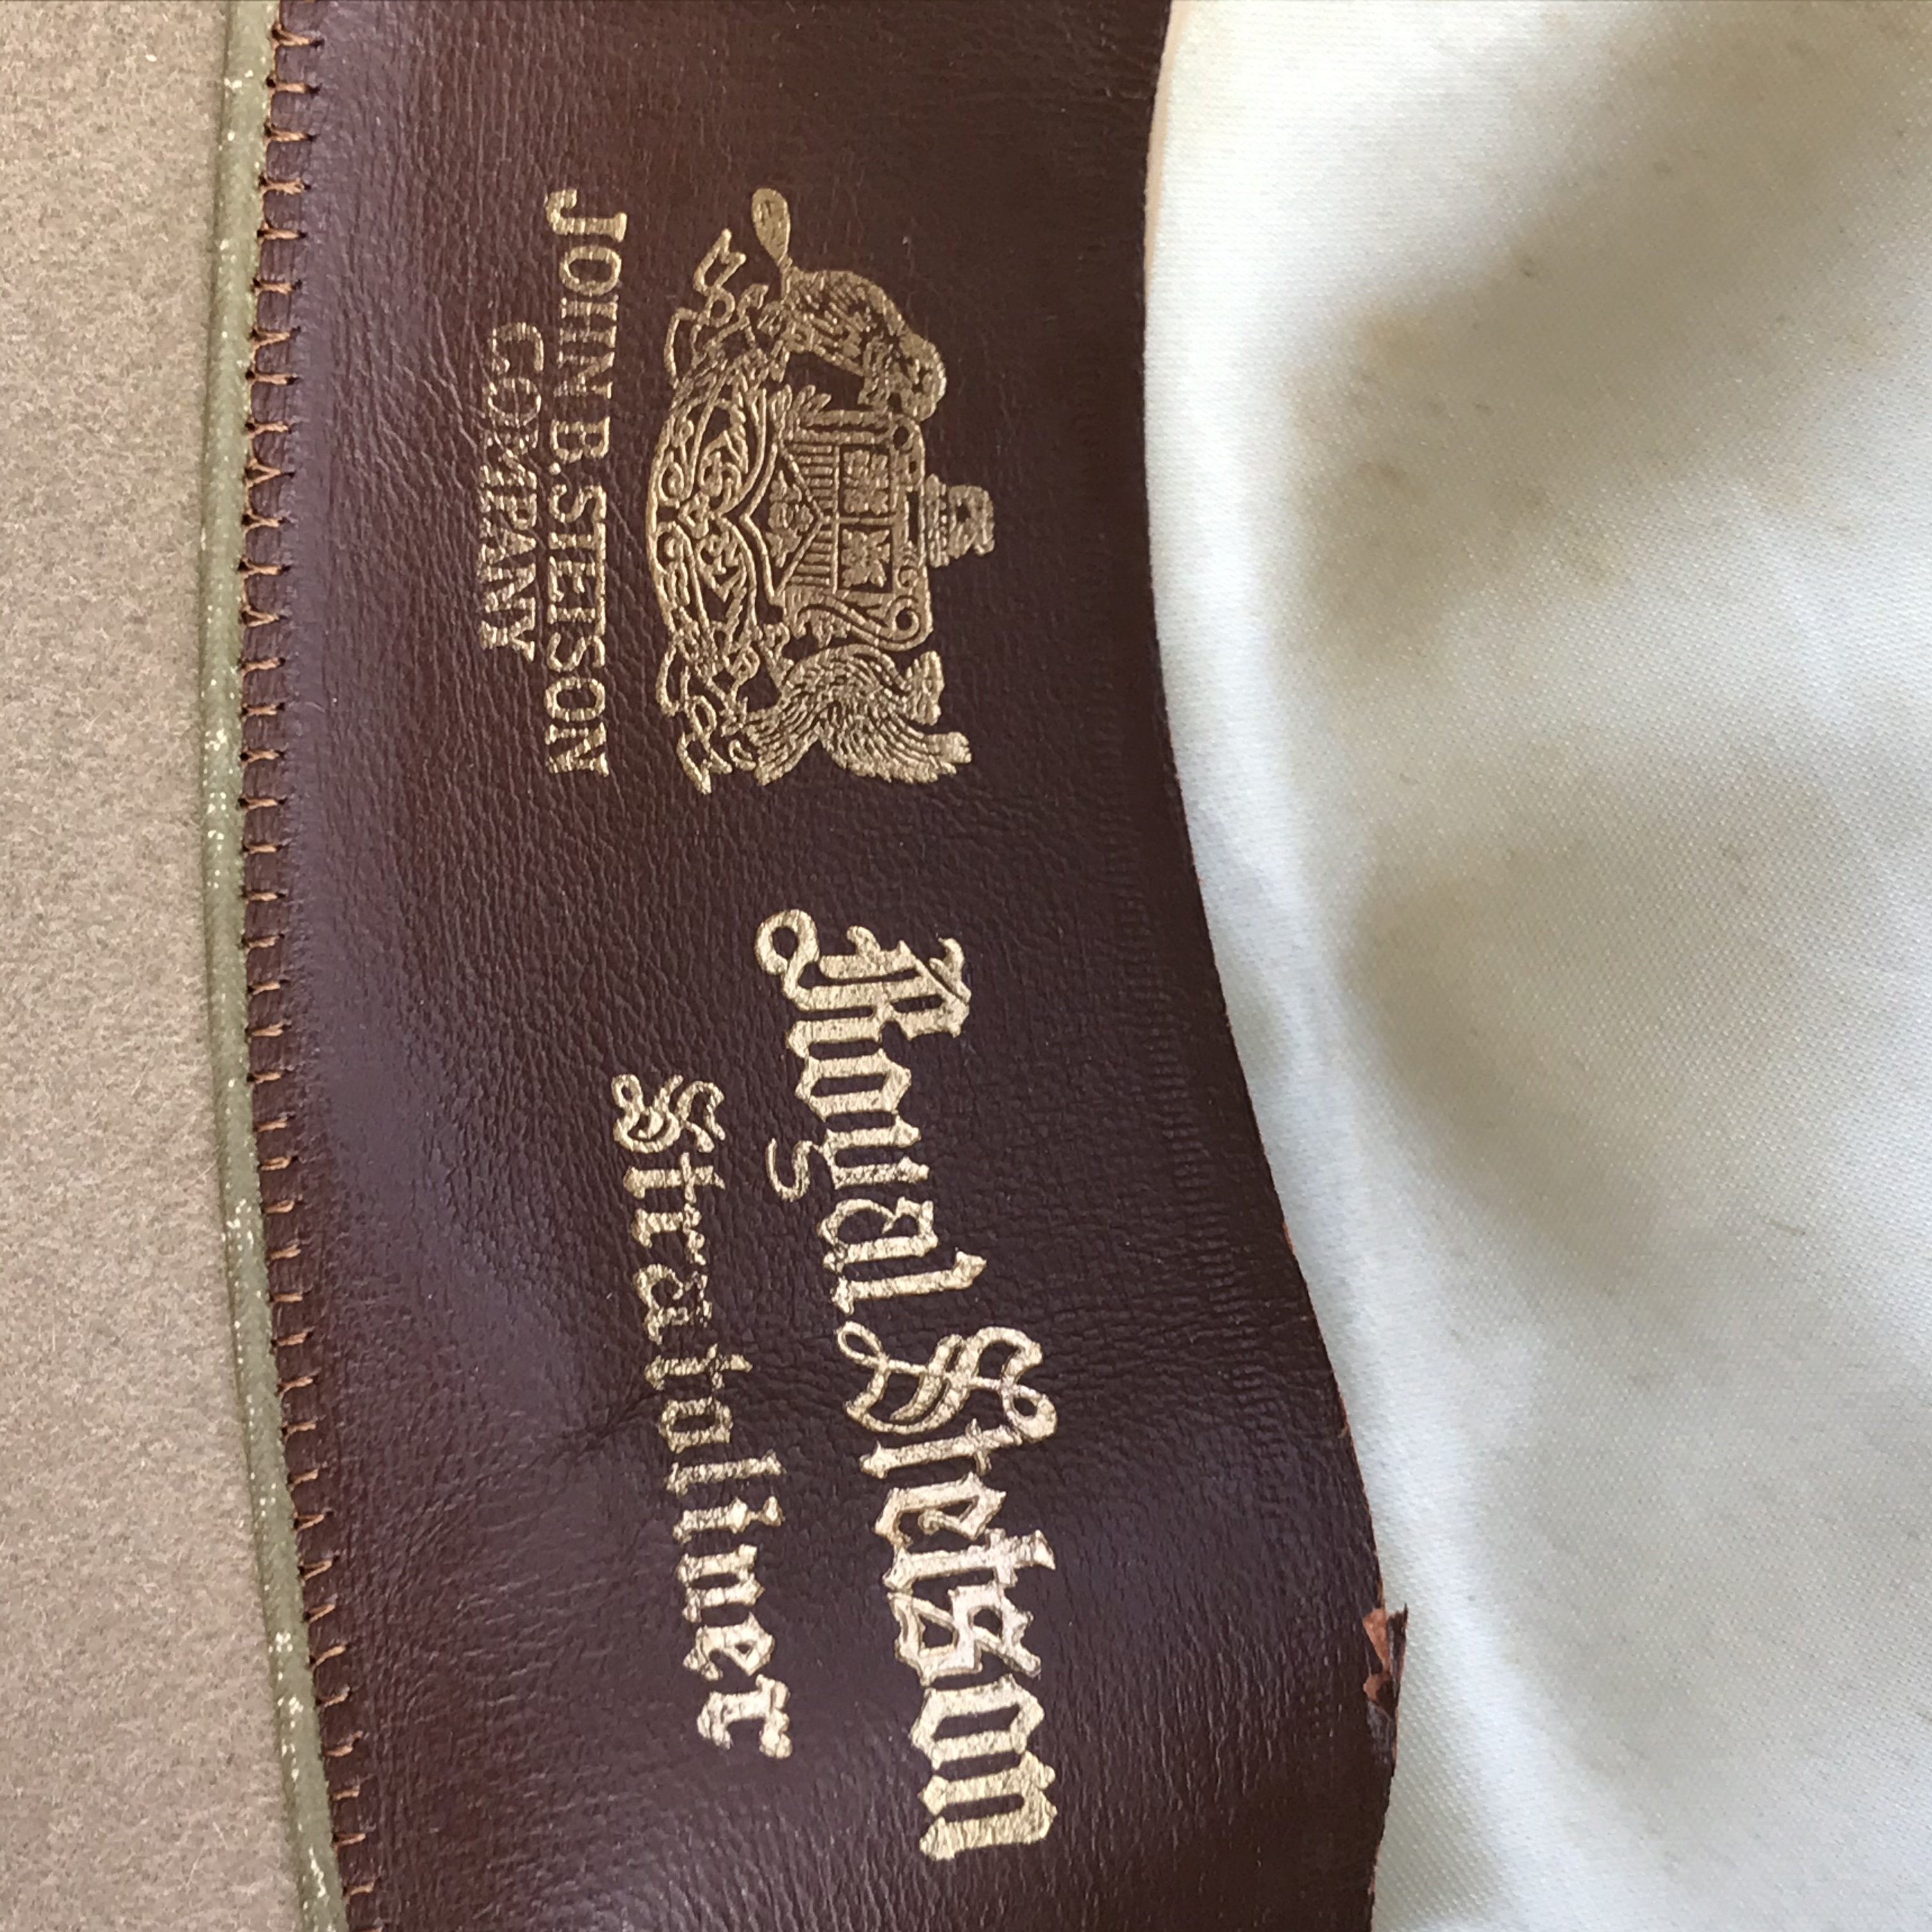 JOHN B. STETSON
COMPANY
Royal Stetson
Stratoliner